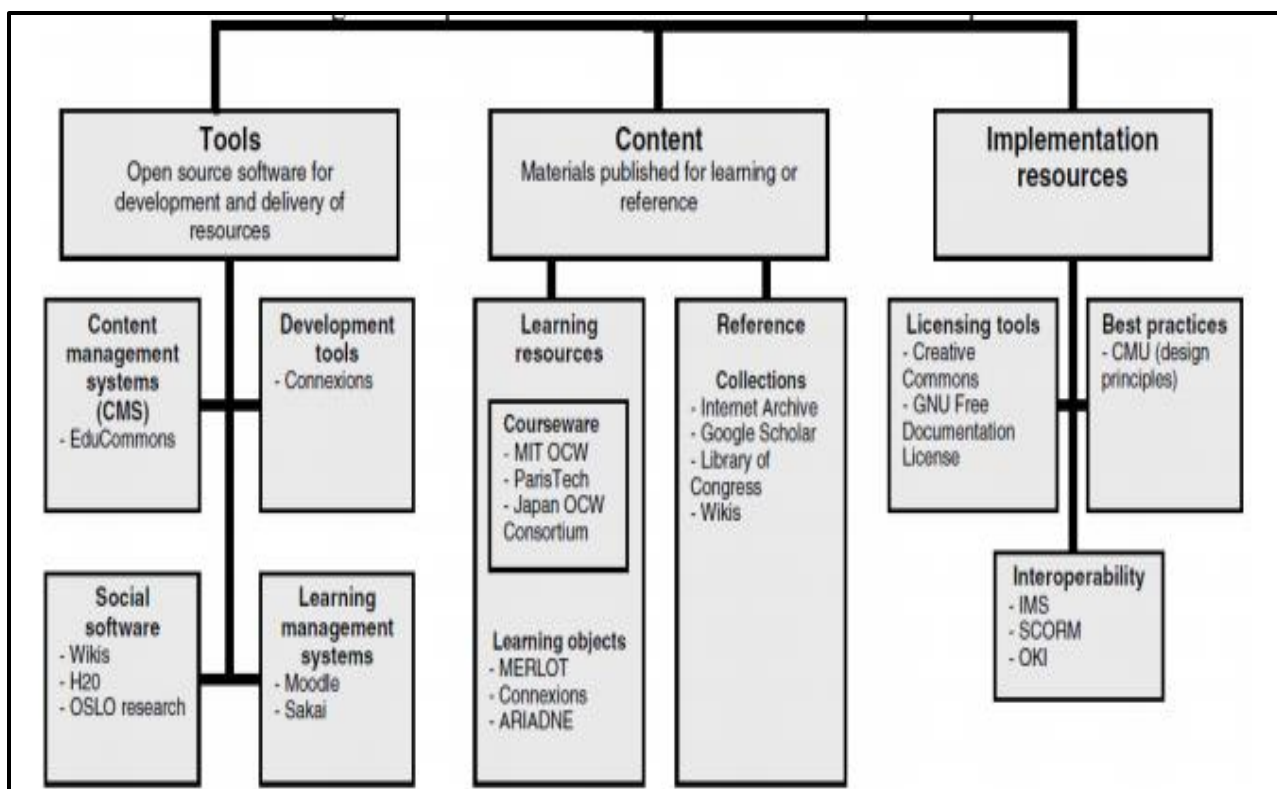 Tools
Open source software for
development and delivery of
resources
Content
Materials published for learning or
reference
Implementation
resources
Content
management
systems
(CMS)
- EduCommons
Development
tools
- Connexions
Social
software
- Wikis
- H20
- OSLO research
Learning
management
systems
- Moodle
- Sakai
Learning
resources
Courseware
- MIT OCW
- ParisTech
- Japan OCW
Consortium
Learning objects
- MERLOT
- Connexions
- ARIADNE
Reference
Collections
- Internet Archive
- Google Scholar
- Library of
Congress
- Wikis
Licensing tools
- Creative
Commons
- GNU Free
Documentation
License
Best practices
- CMU (design
principles)
Interoperability
- IMS
- SCORM
- OKI